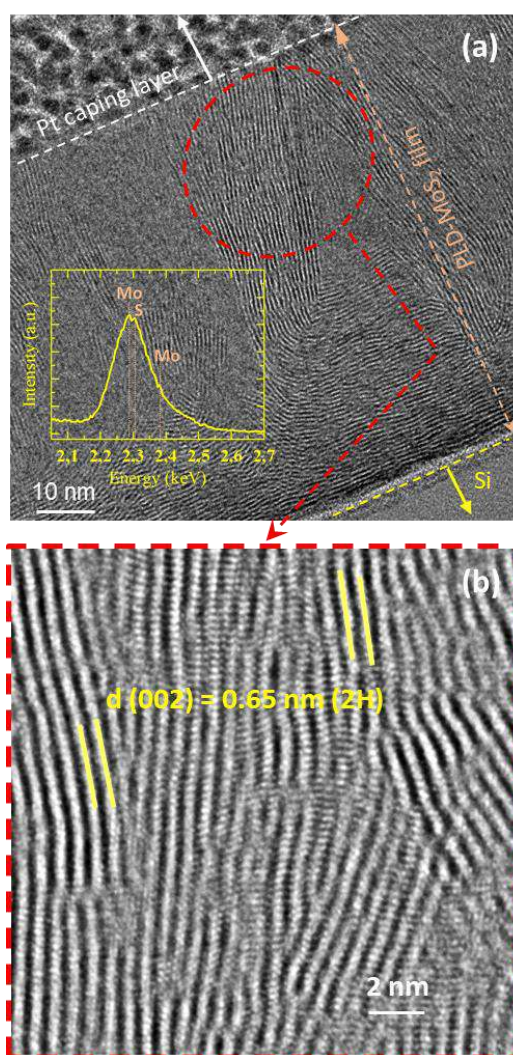 (a)
Pt caping layer
PLD-MoS2 film
Mo
S
Mo
Intensity (a.u.)
2,1 2,2 2,3 2,4 2,5 2,6 2,7
Energy (keV)
10 nm
Si
(b)
d (002) = 0.65 nm (2H)
2 nm